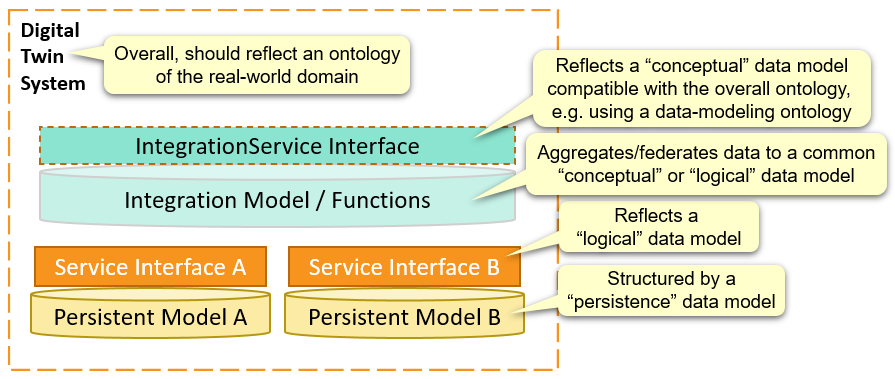 Digital
Twin
System
Overall, should reflect an ontology
of the real-world domain
Reflects a “conceptual” data model
compatible with the overall ontology,
e.g. using a data-modeling ontology
IntegrationService Interface
Aggregates/federates data to a common
“conceptual” or “logical” data model
Integration Model / Functions
Reflects a
“logical” data model
Service Interface A
Service Interface B
Structured by a
“persistence” data model
Persistent Model A
Persistent Model B